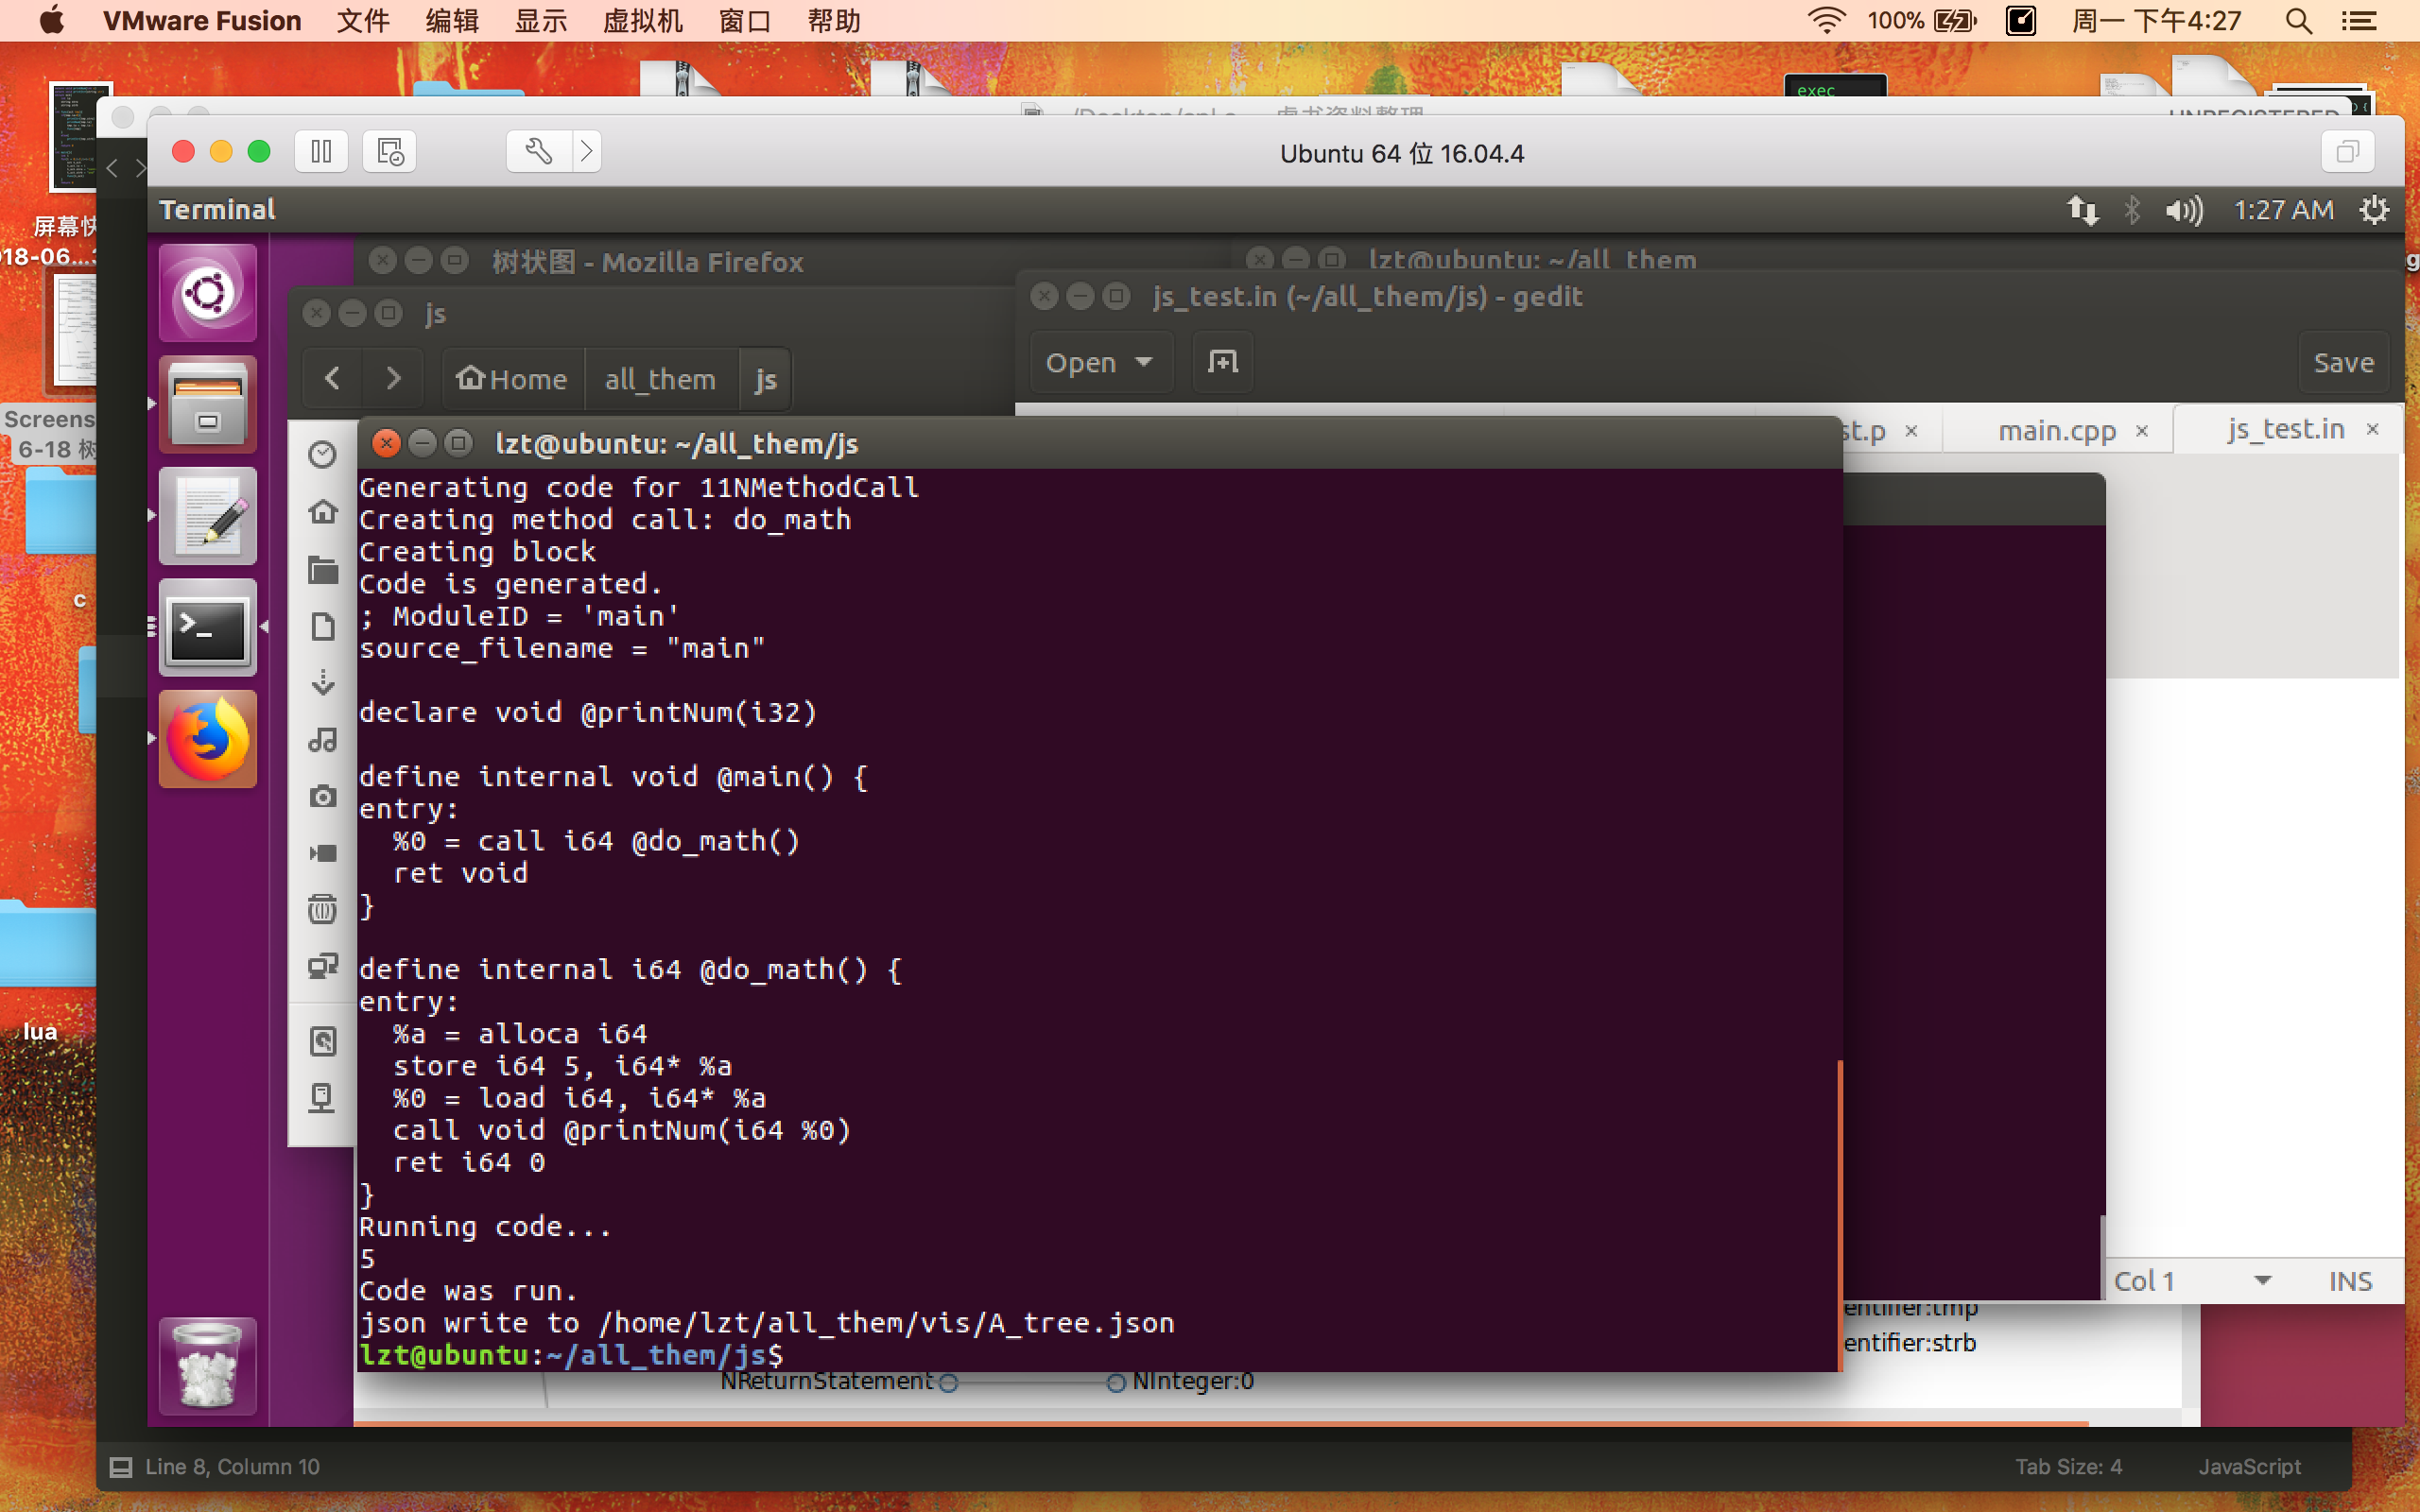 VMware Fusion 文件 编辑 显示 虚拟机 窗口 帮助 100% 周一 下午4:27
exec
UNREGISTERED
Ubuntu 64 位 16.04.4
Terminal 1:27 AM
屏幕快
18-06...
树状图 - Mozilla Firefox lzt@ubuntu: ~/all_them
js js_test.in (~/all_them/js) - gedit
Open Save
Home all_them js
Screens
6-18 树
st.p main.cpp js_test.in
lzt@ubuntu: ~/all_them/js
Generating code for 11NMethodCall
Creating method call: do_math
Creating block
Code is generated.
; ModuleID = 'main'
source_filename = "main"
declare void @printNum(i32)
define internal void @main() {
entry:
%0 = call i64 @do_math()
ret void
}
define internal i64 @do_math() {
entry:
%a = alloca i64
store i64 5, i64* %a
%0 = load i64, i64* %a
call void @printNum(i64 %0)
ret i64 0
}
Running code...
5
Code was run.
json write to /home/lzt/all_them/vis/A_tree.json
lzt@ubuntu:~/all_them/js$
c
lua
Col 1 INS
entifier:tmp
entifier:strb
NReturnStatement NInteger:0
Line 8, Column 10 Tab Size: 4 JavaScript